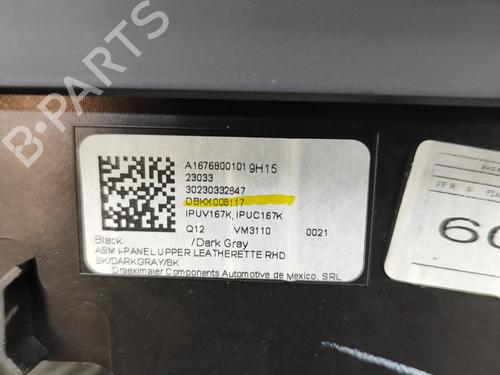 A1676800101 9H15
23033
30230332847
DBKX008117
IPUV167K, IPUC167K
Q12 VM3110 0021
Black /Dark Gray
ASM I-PANEL UPPER LEATHERETTE RHD
BK/DARKGRAY/BK
Draexlmaier Components Automotive de Mexico, SRL
B-PARTS